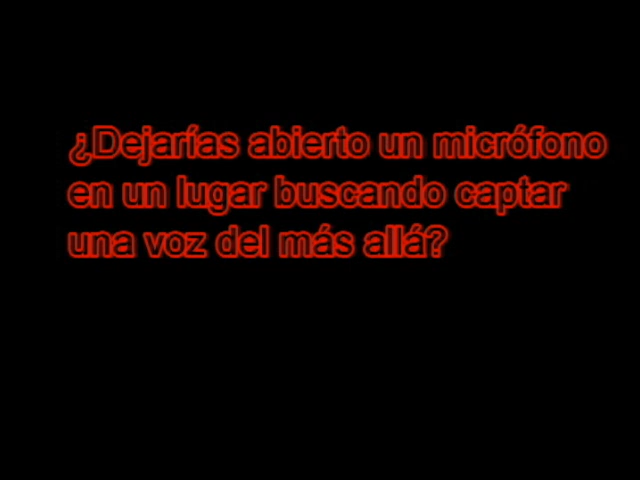 ¿Dejarías abierto un micrófono
en un lugar buscando captar
una voz del más allá?